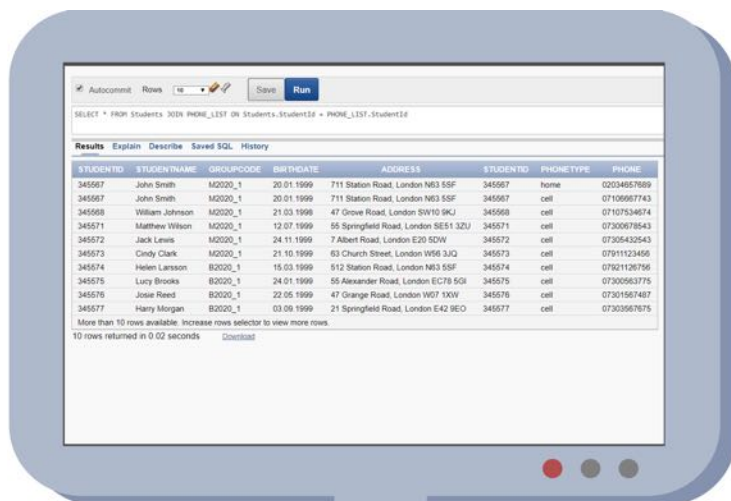 Autocommit Rows 10 Save Run
SELECT * FROM Students JOIN PHONE_LIST ON Students.StudentId = PHONE_LIST.StudentId
Results Explain Describe Saved SQL History
STUDENTID STUDENTNAME GROUPCODE BIRTHDATE ADDRESS STUDENTID PHONETYPE PHONE
345567 John Smith M2020_1 20.01.1999 711 Station Road, London N63 5SF 345567 home 02034657689
345567 John Smith M2020_1 20.01.1999 711 Station Road, London N63 5SF 345567 cell 07106667743
345568 William Johnson M2020_1 21.03.1998 47 Grove Road, London SW10 9KJ 345568 cell 07107534674
345571 Matthew Wilson M2020_1 12.07.1999 55 Springfield Road, London SE51 3ZU 345571 cell 07300678543
345572 Jack Lewis M2020_1 24.11.1999 7 Albert Road, London E20 5DW 345572 cell 07305432543
345573 Cindy Clark M2020_1 21.10.1999 63 Church Street, London W56 3JQ 345573 cell 07911123456
345574 Helen Larsson B2020_1 15.03.1999 512 Station Road, London N63 5SF 345574 cell 07921126756
345575 Lucy Brooks B2020_1 24.01.1999 55 Alexander Road, London EC78 5GI 345575 cell 07300563775
345576 Josie Reed B2020_1 22.05.1999 47 Grange Road, London W07 1XW 345576 cell 07301567487
345577 Harry Morgan B2020_1 03.09.1999 21 Springfield Road, London E42 9EO 345577 cell 07303567675
More than 10 rows available. Increase rows selector to view more rows.
10 rows returned in 0.02 seconds Download